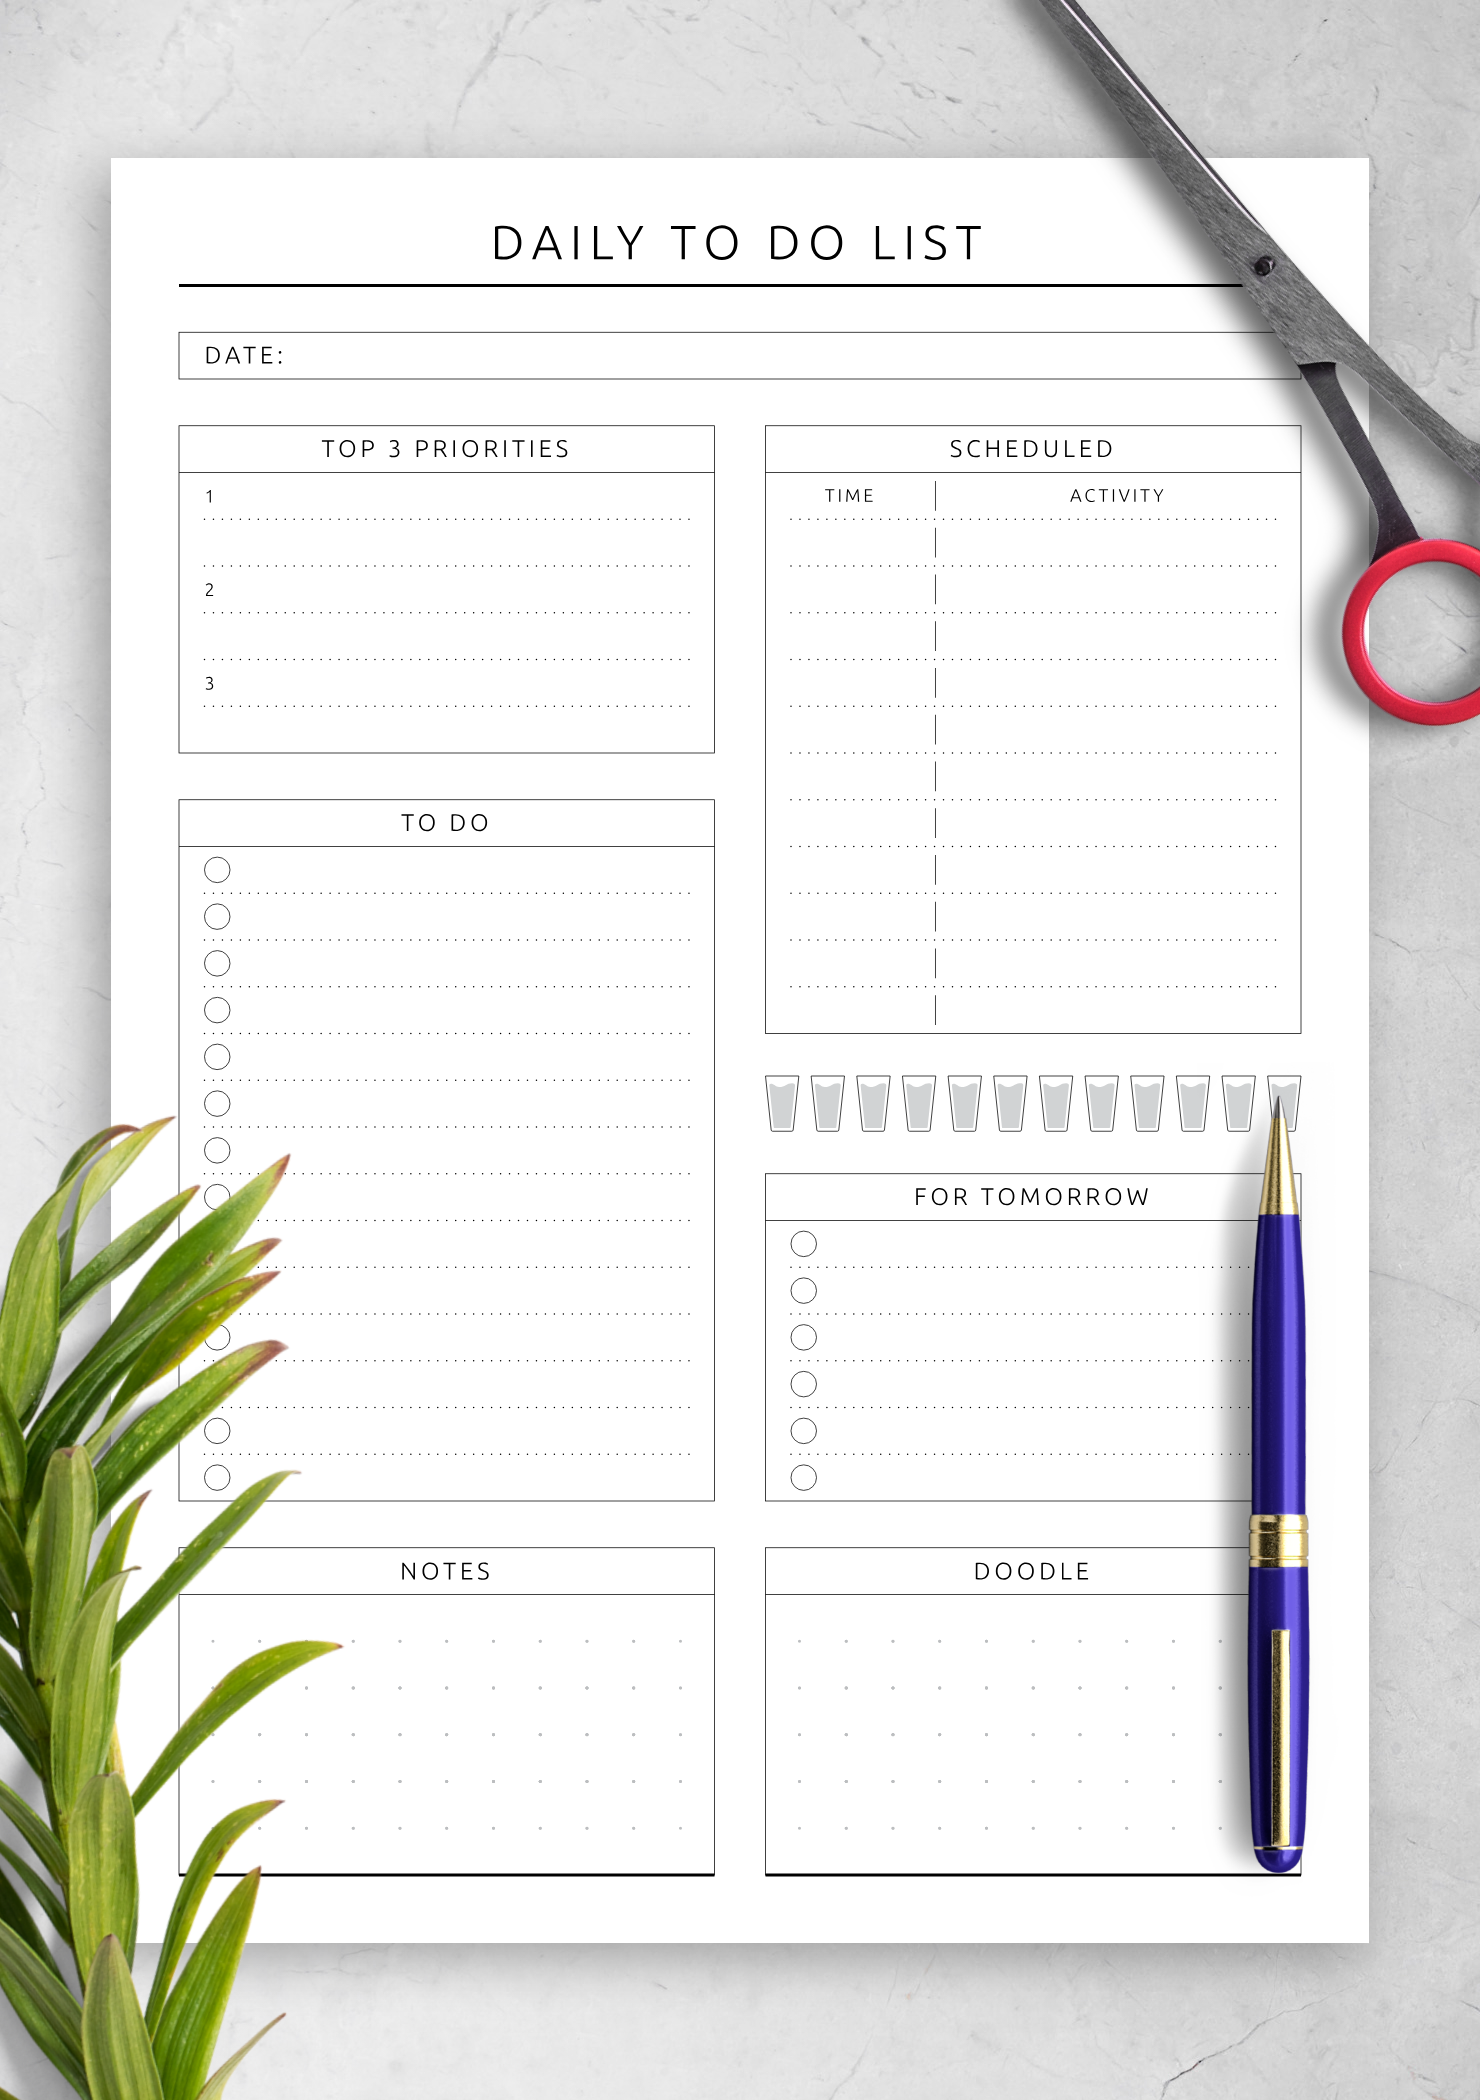 DAILY TO DO LIST
DATE:
TOP 3 PRIORITIES
1
2
3
TO DO
NOTES
SCHEDULED
TIME ACTIVITY
FOR TOMORROW
DOODLE